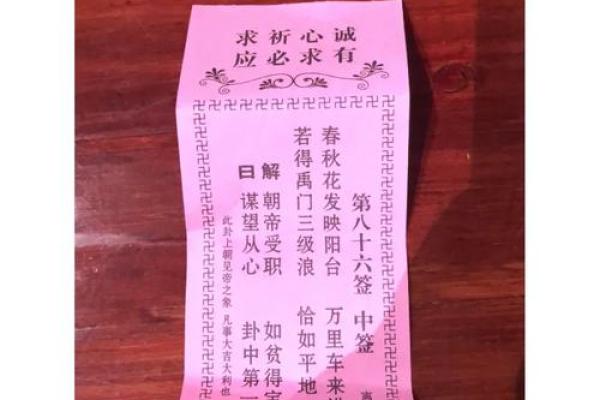 诚心祈求
有求必应
第八十六签 中签
春秋花发映阳台 万里车来
若得禹门三级浪 恰如平地
解曰
朝帝受职 如贫得
谋望从心 卦中第
此卦上朝见帝之象 凡事大吉大利也